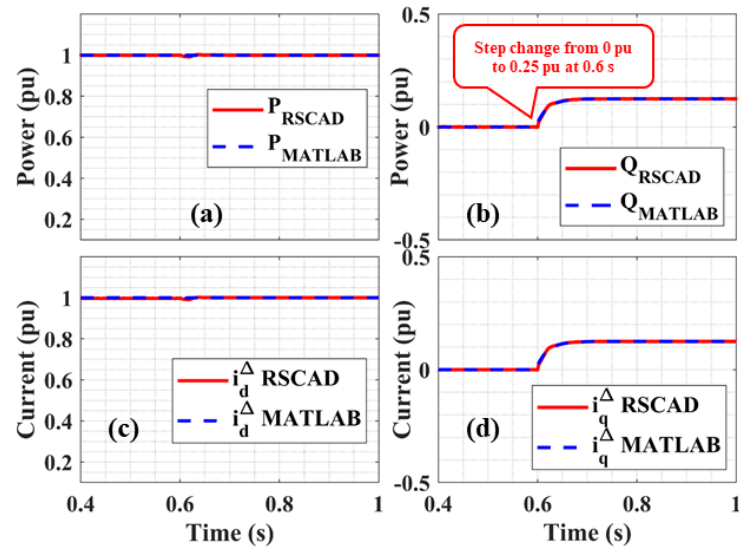 Power (pu)
1
0.8
0.6
0.4
0.2
P_RSCAD
P_MATLAB
(a)
Power (pu)
0.5
0
-0.5
Step change from 0 pu
to 0.25 pu at 0.6 s
Q_RSCAD
Q_MATLAB
(b)
Current (pu)
1
0.8
0.6
0.4
0.2
i_d^Δ RSCAD
i_d^Δ MATLAB
(c)
0.4
0.6
0.8
1
Time (s)
Current (pu)
0.5
0
-0.5
i_q^Δ RSCAD
i_q^Δ MATLAB
(d)
0.4
0.6
0.8
1
Time (s)